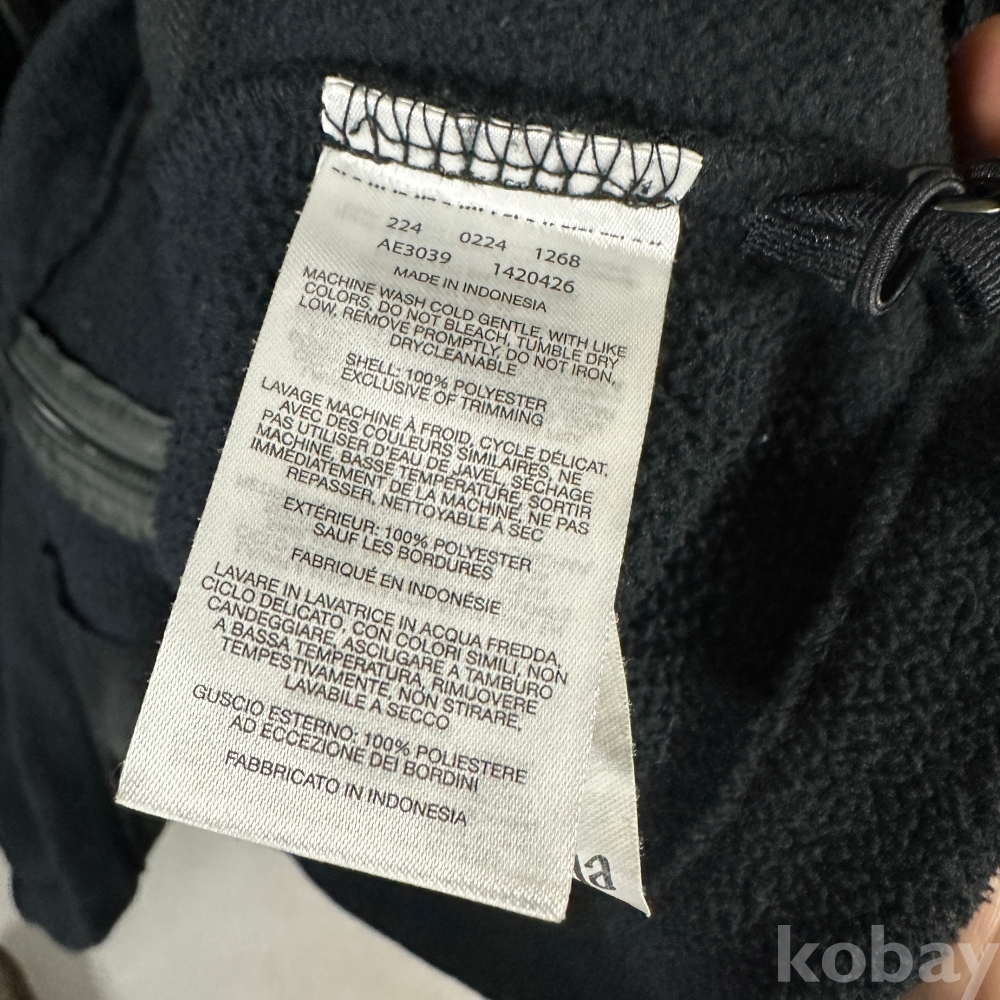 224 0224 1268
AE3039 1420426
MADE IN INDONESIA
MACHINE WASH COLD GENTLE, WITH LIKE
COLORS, DO NOT BLEACH, TUMBLE DRY
LOW, REMOVE PROMPTLY, DO NOT IRON,
DRYCLEANABLE
SHELL: 100% POLYESTER
EXCLUSIVE OF TRIMMING
LAVAGE MACHINE À FROID, CYCLE DÉLICAT,
AVEC DES COULEURS SIMILAIRES, NE
PAS UTILISER D'EAU DE JAVEL, SÉCHAGE
MACHINE, BASSE TEMPÉRATURE, SORTIR
IMMÉDIATEMENT DE LA MACHINE, NE PAS
REPASSER, NETTOYABLE À SEC
EXTÉRIEUR: 100% POLYESTER
SAUF LES BORDURES
FABRIQUÉ EN INDONÉSIE
LAVARE IN LAVATRICE IN ACQUA FREDDA,
CICLO DELICATO, CON COLORI SIMILI, NON
CANDEGGIARE, ASCIUGARE A TAMBURO
A BASSA TEMPERATURA, RIMUOVERE
TEMPESTIVAMENTE, NON STIRARE,
LAVABILE A SECCO
GUSCIO ESTERNO: 100% POLIESTERE
AD ECCEZIONE DEI BORDINI
FABBRICATO IN INDONESIA
kobay